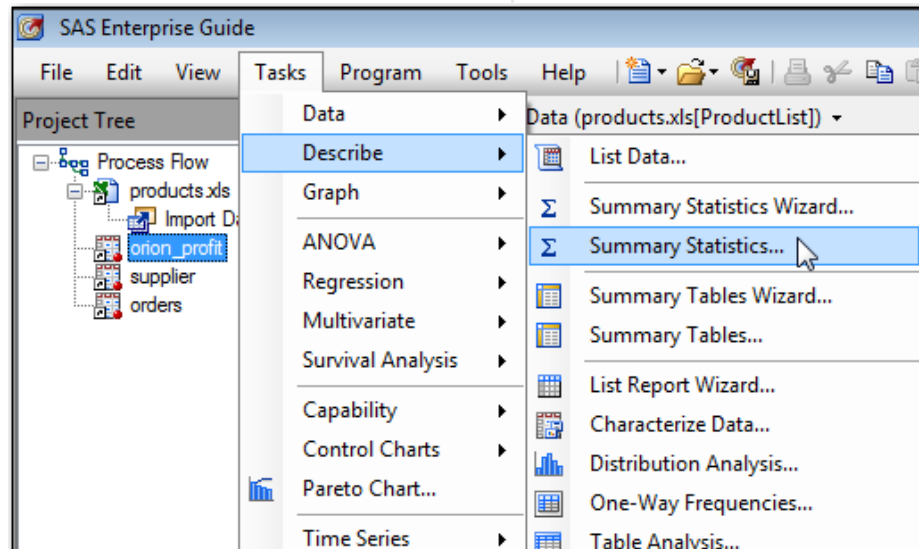 SAS Enterprise Guide
File Edit View Tasks Program Tools Help
Project Tree
Process Flow
products.xls
Import Da
orion_profit
supplier
orders
Data
Describe
Graph
ANOVA
Regression
Multivariate
Survival Analysis
Capability
Control Charts
Pareto Chart...
Time Series
Data (products.xls[ProductList])
List Data...
Summary Statistics Wizard...
Summary Statistics...
Summary Tables Wizard...
Summary Tables...
List Report Wizard...
Characterize Data...
Distribution Analysis...
One-Way Frequencies...
Table Analysis...